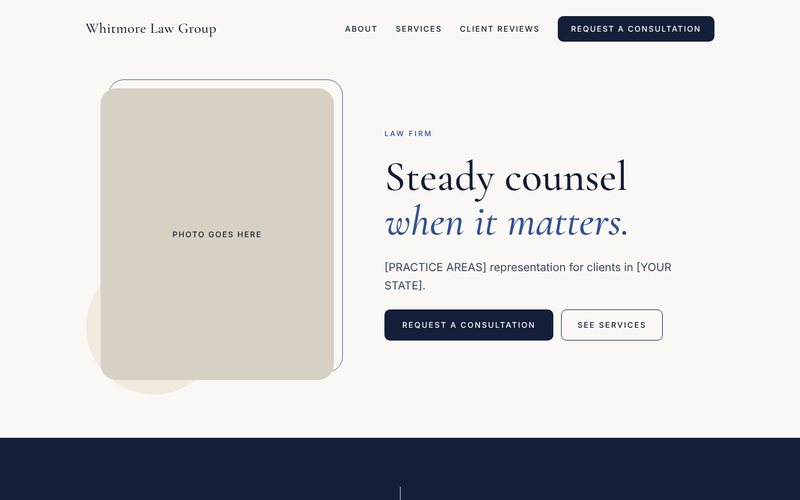 Whitmore Law Group
ABOUT
SERVICES
CLIENT REVIEWS
REQUEST A CONSULTATION
PHOTO GOES HERE
LAW FIRM
Steady counsel
when it matters.
[PRACTICE AREAS] representation for clients in [YOUR
STATE].
REQUEST A CONSULTATION
SEE SERVICES